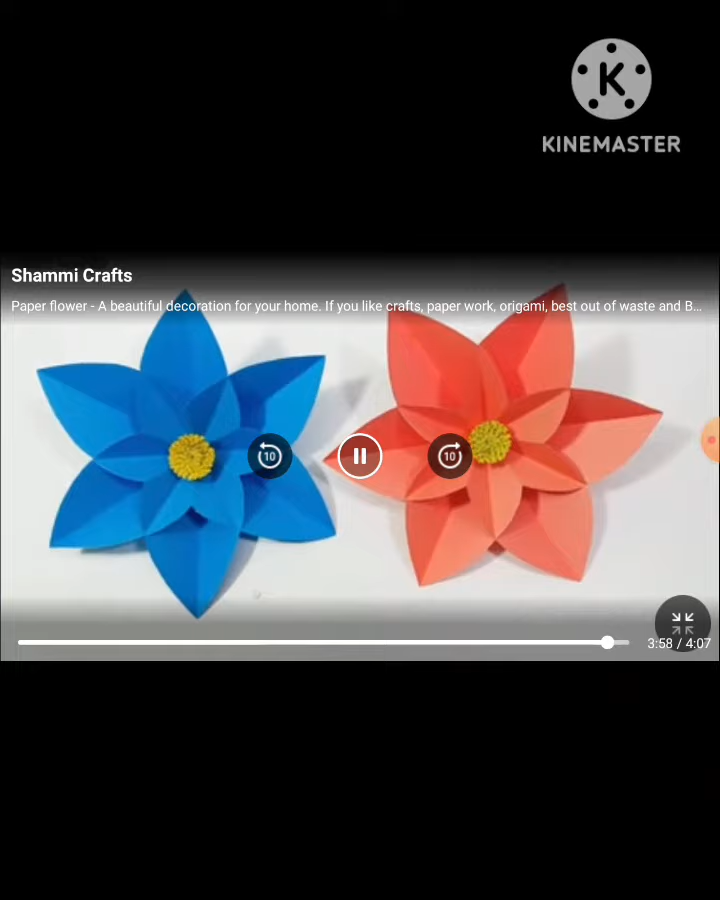 K
KINEMASTER
Shammi Crafts
Paper flower - A beautiful decoration for your home. If you like crafts, paper work, origami, best out of waste and B...
10
10
3:58 / 4:07